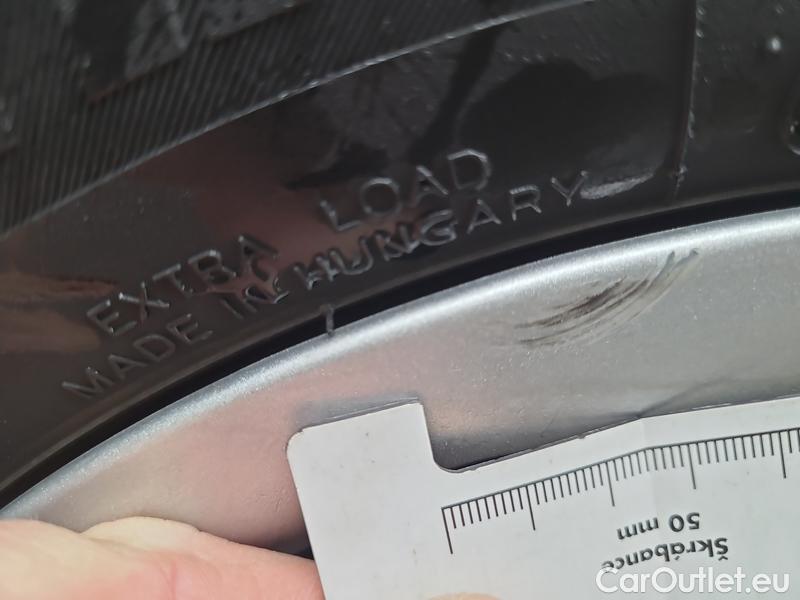 EXTRA LOAD
MADE IN HUNGARY
Škrábance
50 mm
CarOutlet.eu